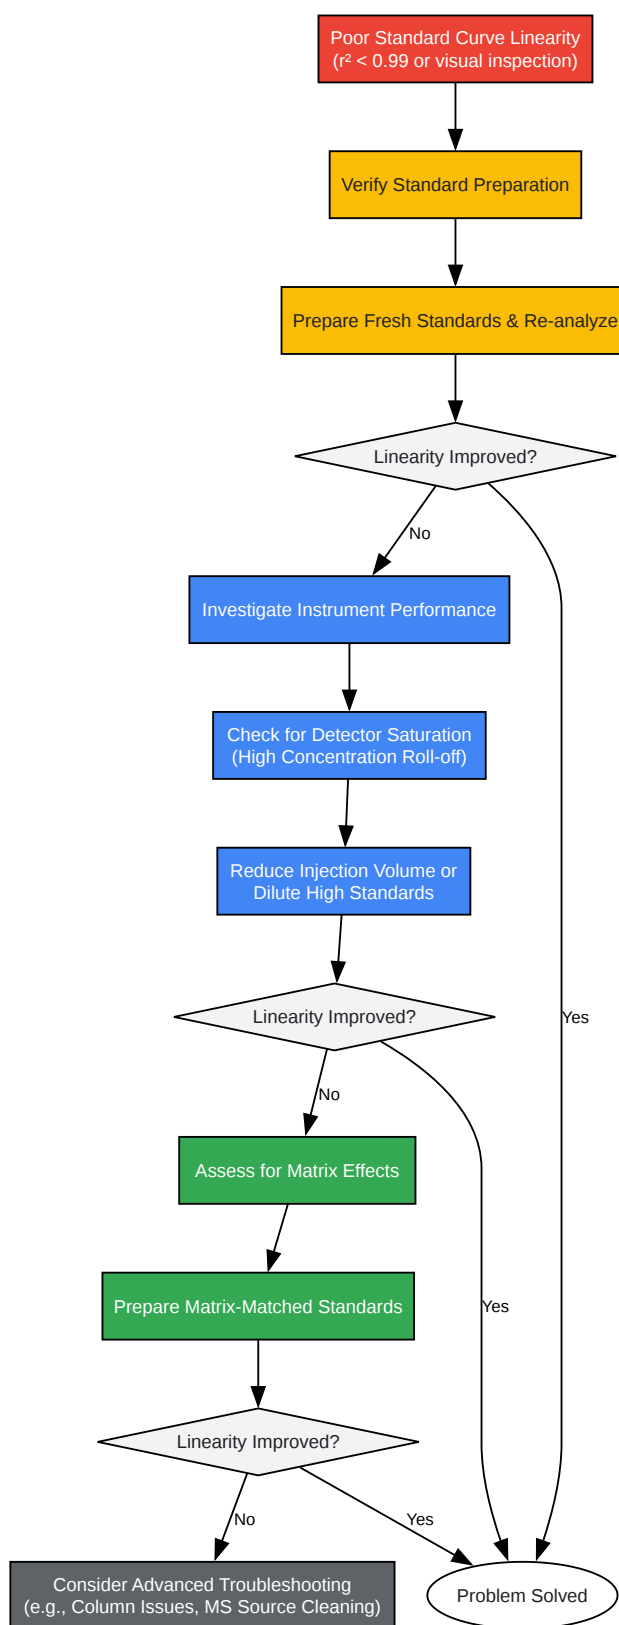 Poor Standard Curve Linearity
(r² < 0.99 or visual inspection)
Verify Standard Preparation
Prepare Fresh Standards & Re-analyze
Linearity Improved?
No
Investigate Instrument Performance
Check for Detector Saturation
(High Concentration Roll-off)
Reduce Injection Volume or
Dilute High Standards
Linearity Improved?
Yes
No
Assess for Matrix Effects
Prepare Matrix-Matched Standards
Yes
Linearity Improved?
No
Yes
Consider Advanced Troubleshooting
(e.g., Column Issues, MS Source Cleaning)
Problem Solved